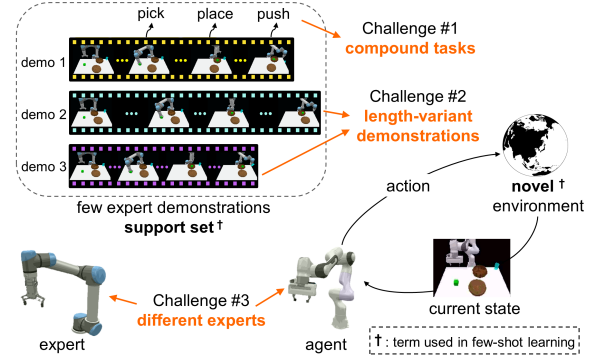 pick place push
Challenge #1
compound tasks
demo 1
demo 2
Challenge #2
length-variant
demonstrations
demo 3
few expert demonstrations
support set †
action
novel †
environment
Challenge #3
different experts
expert
agent
current state
† : term used in few-shot learning